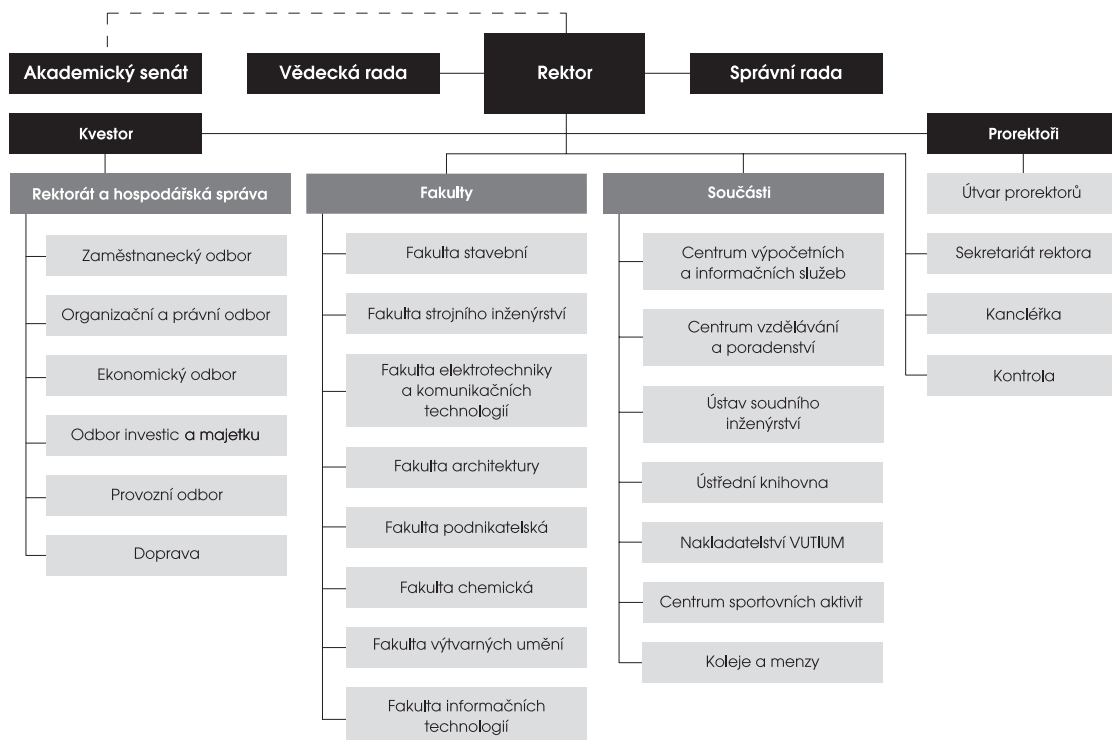 Akademický senát
Vědecká rada
Rektor
Správní rada
Kvestor
Prorektoři
Rektorát a hospodářská správa
Zaměstnanecký odbor
Organizační a právní odbor
Ekonomický odbor
Odbor investic a majetku
Provozní odbor
Doprava
Fakulty
Fakulta stavební
Fakulta strojního inženýrství
Fakulta elektrotechniky
a komunikačních
technologií
Fakulta architektury
Fakulta podnikatelská
Fakulta chemická
Fakulta výtvarných umění
Fakulta informačních
technologií
Součásti
Centrum výpočetních
a informačních služeb
Centrum vzdělávání
a poradenství
Ústav soudního
inženýrství
Ústřední knihovna
Nakladatelství VUTIUM
Centrum sportovních aktivit
Koleje a menzy
Útvar prorektorů
Sekretariát rektora
Kancléřka
Kontrola